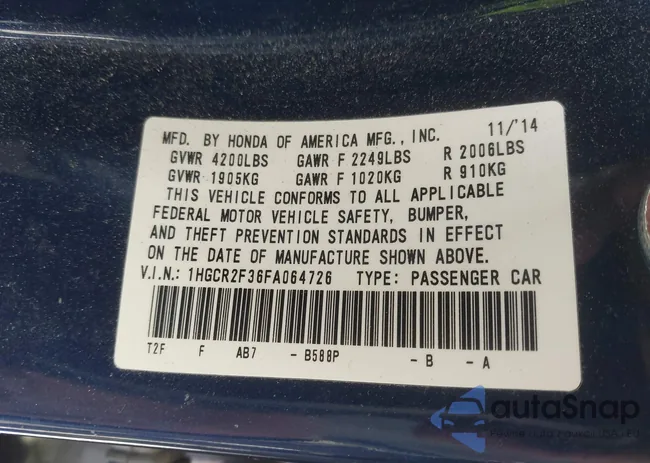 MFD. BY HONDA OF AMERICA MFG., INC. 11/'14
GVWR 4200LBS GAWR F 2249LBS R 2006LBS
GVWR 1905KG GAWR F 1020KG R 910KG
THIS VEHICLE CONFORMS TO ALL APPLICABLE
FEDERAL MOTOR VEHICLE SAFETY, BUMPER,
AND THEFT PREVENTION STANDARDS IN EFFECT
ON THE DATE OF MANUFACTURE SHOWN ABOVE.
V.I.N.: 1HGCR2F36FA064726 TYPE: PASSENGER CAR
T2F F AB7 - B588P - B - A
autoSnap